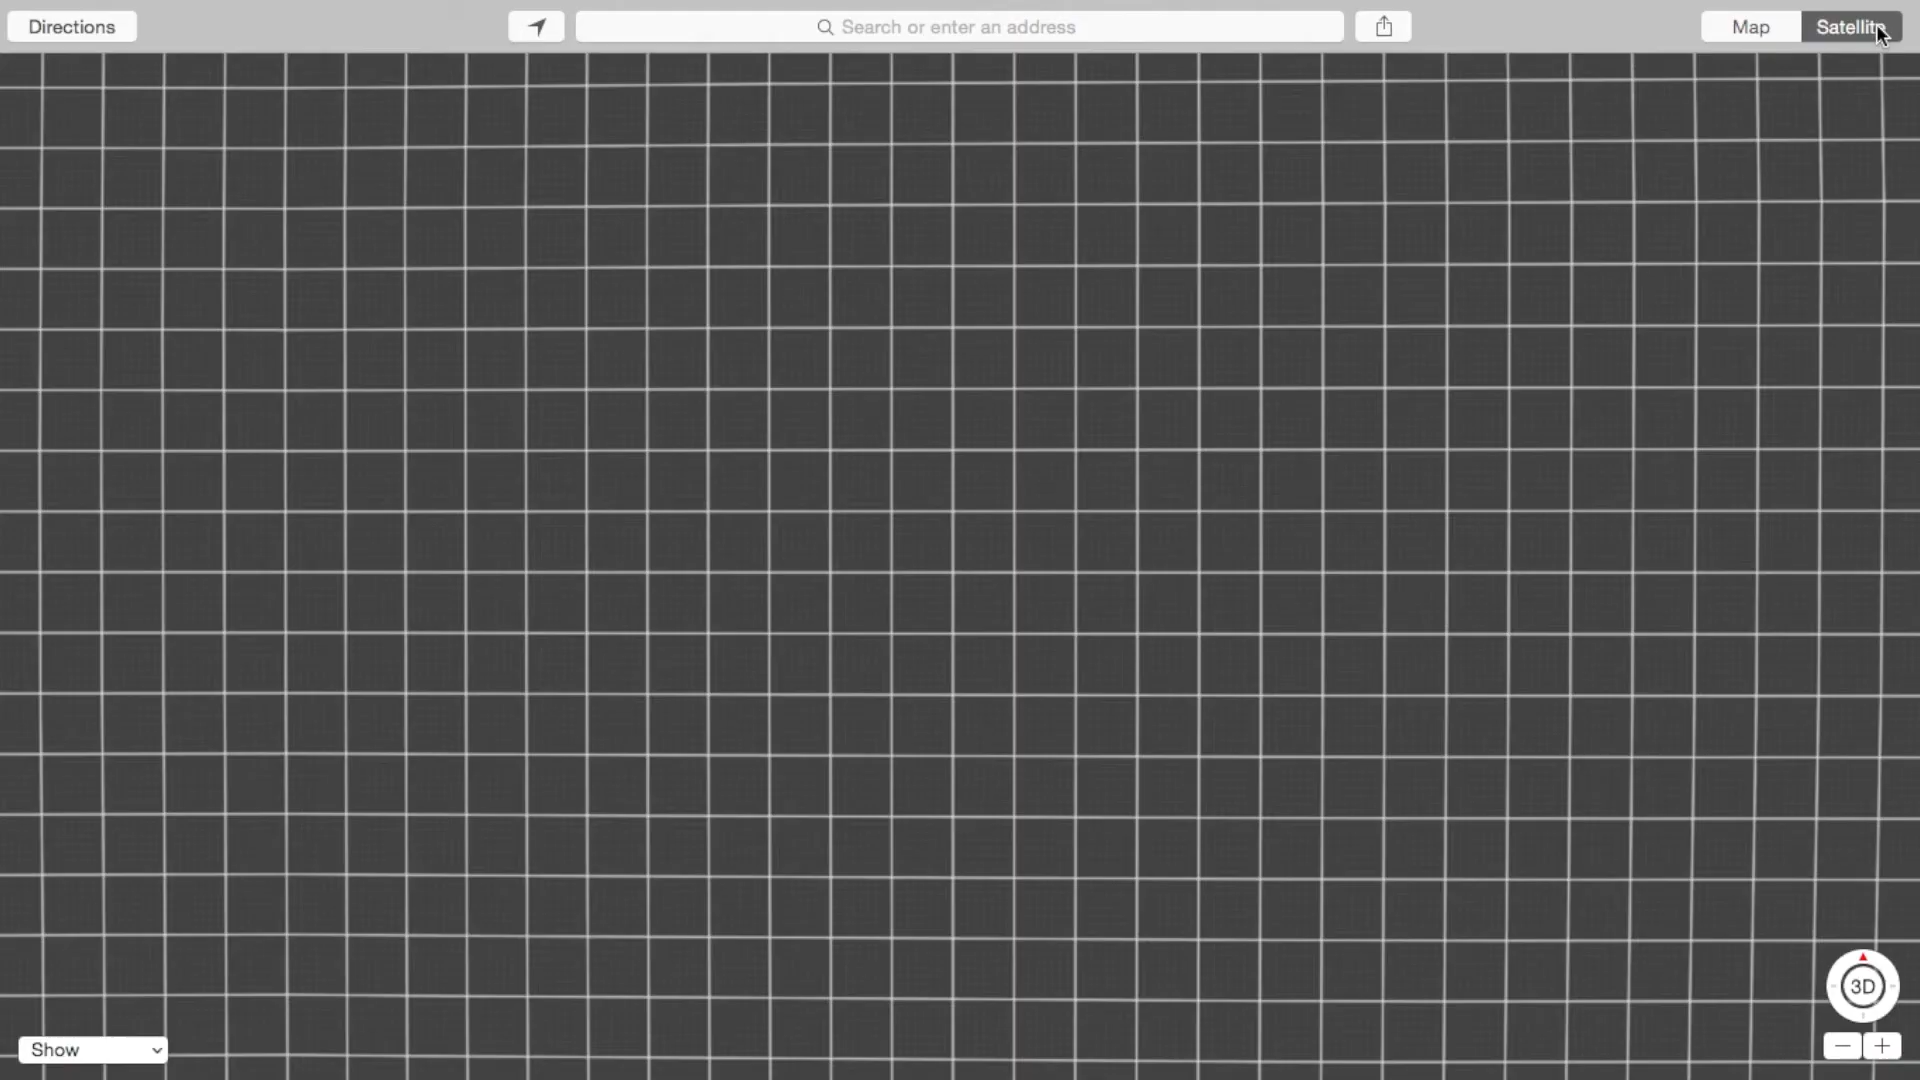 Directions
Search or enter an address
Map
Satellite
3D
Show